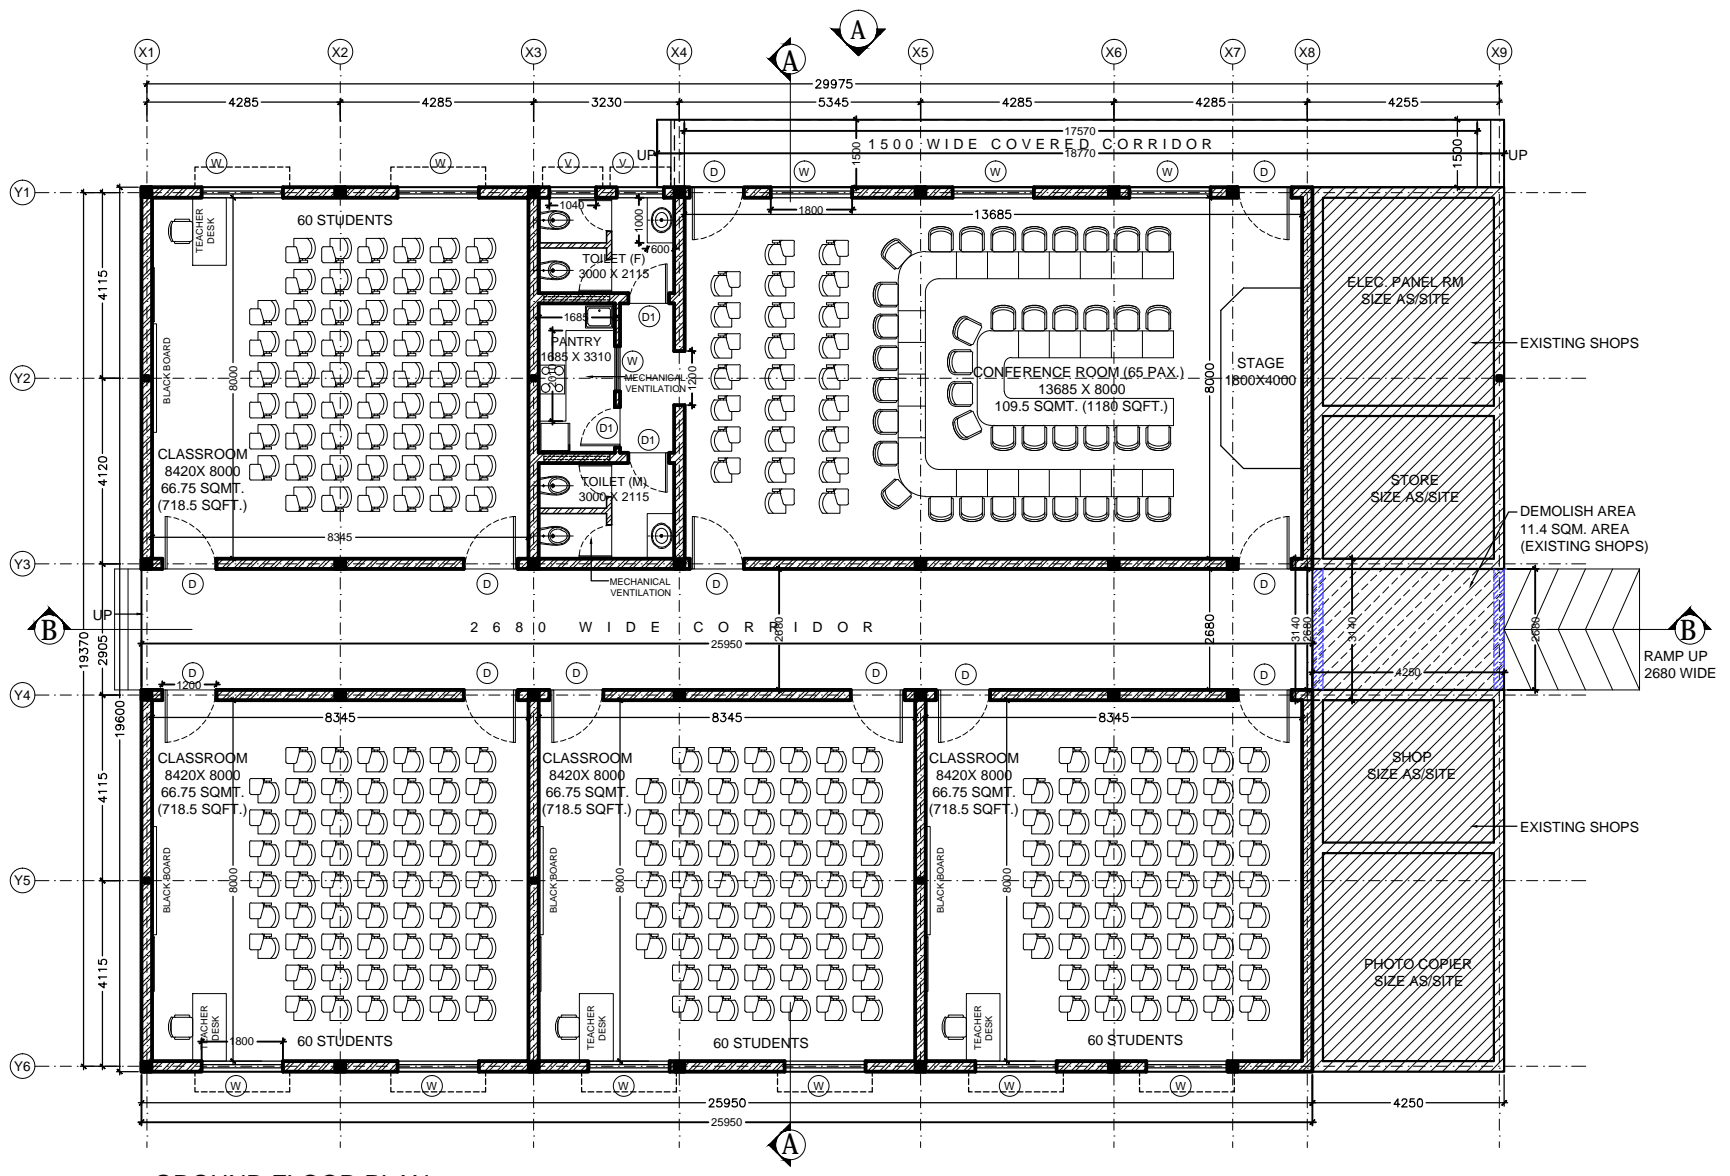 A
A
X1 X2 X3 X4 X5 X6 X7 X8 X9
29975
4285 4285 3230 5345 4285 4285 4255
17570
1500 WIDE COVERED CORRIDOR
18770
1500
1500
UP
UP
W W V V D W W W D
Y1
Y2
Y3
Y4
Y5
Y6
TEACHER
DESK
60 STUDENTS
1040
1000
600
1800
13685
TOILET (F)
3000 X 2115
1685
D1
PANTRY
1685 X 3310
W
2010
MECHANICAL
VENTILATION
1200
D1
D1
TOILET (M)
3000 X 2115
MECHANICAL
VENTILATION
BLACK BOARD
8000
CLASSROOM
8420X 8000
66.75 SQMT.
(718.5 SQFT.)
8345
CONFERENCE ROOM (65 PAX.)
13685 X 8000
109.5 SQMT. (1180 SQFT.)
8000
STAGE
1800X4000
ELEC. PANEL RM
SIZE AS/SITE
EXISTING SHOPS
STORE
SIZE AS/SITE
DEMOLISH AREA
11.4 SQM. AREA
(EXISTING SHOPS)
4115
4120
2905
4115
4115
19370
19600
D D D D
UP
B
2680 WIDE CORRIDOR
25950
2680
2680
3140
2680
3140
2680
4250
B
RAMP UP
2680 WIDE
D D D D D D
1200
8345 8345 8345
CLASSROOM
8420X 8000
66.75 SQMT.
(718.5 SQFT.)
CLASSROOM
8420X 8000
66.75 SQMT.
(718.5 SQFT.)
CLASSROOM
8420X 8000
66.75 SQMT.
(718.5 SQFT.)
SHOP
SIZE AS/SITE
EXISTING SHOPS
BLACK BOARD
8000
BLACK BOARD
8000
BLACK BOARD
8000
PHOTO COPIER
SIZE AS/SITE
TEACHER
DESK
TEACHER
DESK
TEACHER
DESK
1800
60 STUDENTS
60 STUDENTS
60 STUDENTS
W W W W W W
25950 4250
25950
A
GROUND FLOOR PLAN